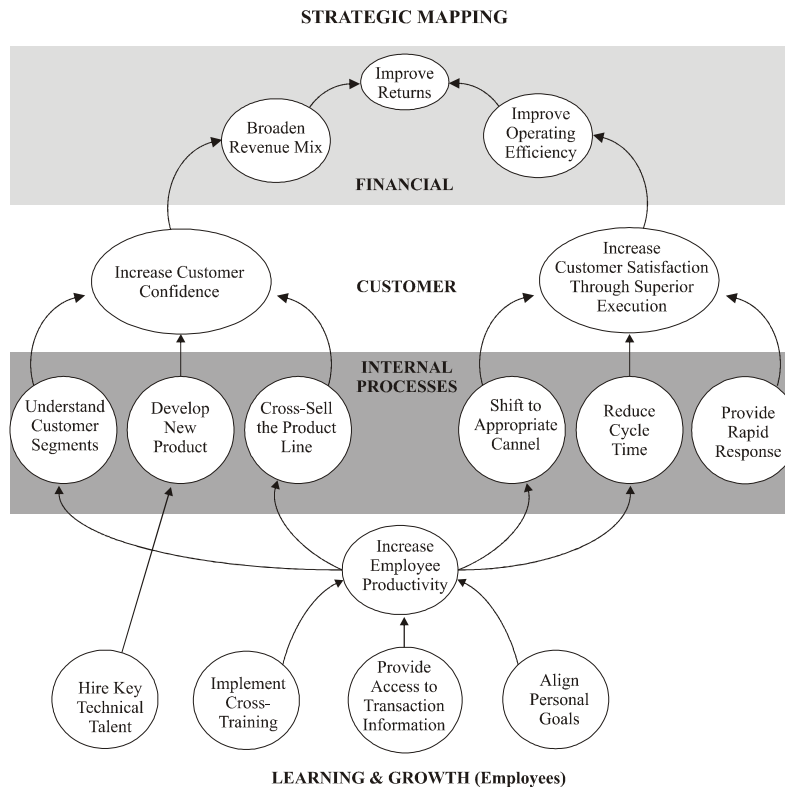 STRATEGIC MAPPING
Improve
Returns
Broaden
Revenue Mix
Improve
Operating
Efficiency
FINANCIAL
Increase Customer
Confidence
CUSTOMER
Increase
Customer Satisfaction
Through Superior
Execution
INTERNAL
PROCESSES
Understand
Customer
Segments
Develop
New
Product
Cross-Sell
the Product
Line
Shift to
Appropriate
Cannel
Reduce
Cycle
Time
Provide
Rapid
Response
Increase
Employee
Productivity
Hire Key
Technical
Talent
Implement
Cross-
Training
Provide
Access to
Transaction
Information
Align
Personal
Goals
LEARNING & GROWTH (Employees)